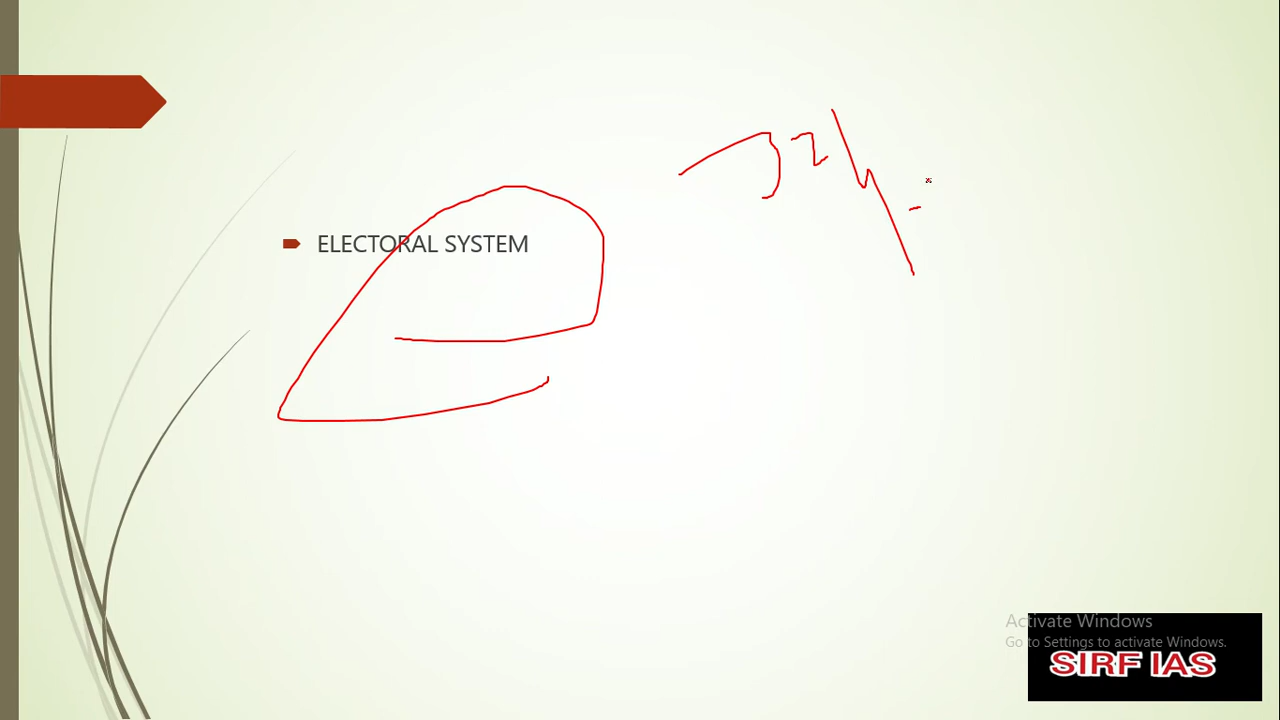 ELECTORAL SYSTEM
Activate Windows
Go to Settings to activate Windows.
SIRF IAS